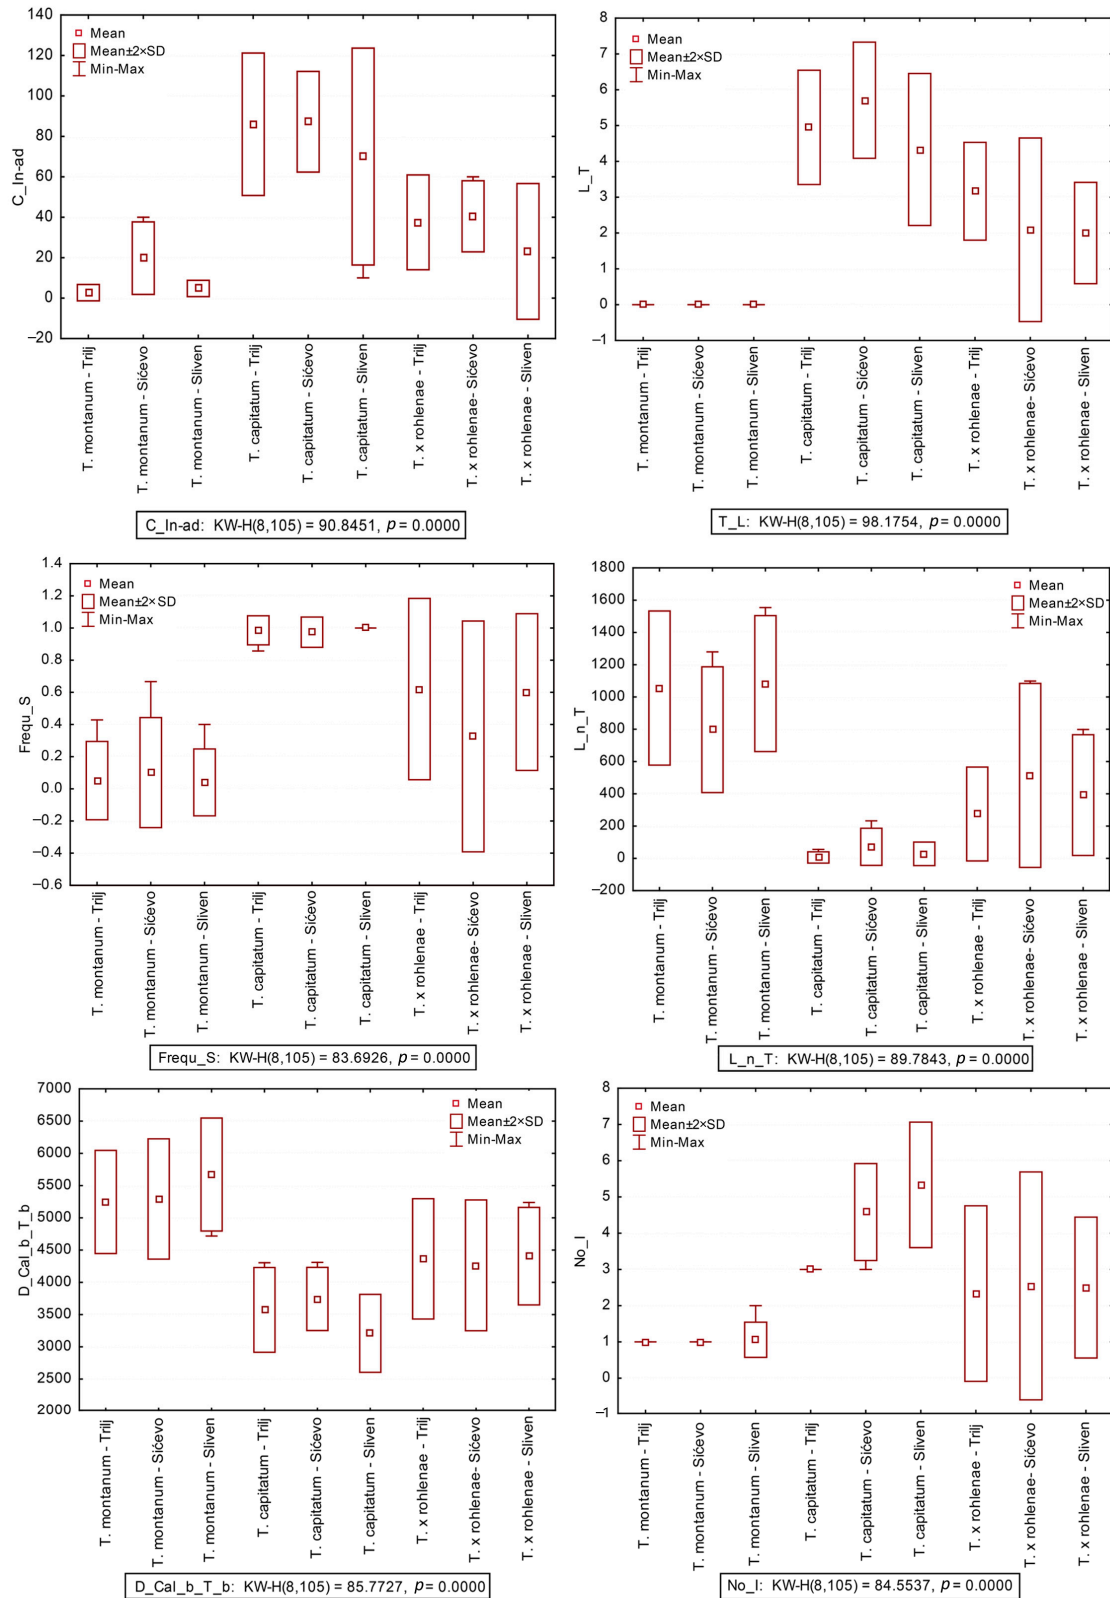 140
120
100
80
60
40
20
0
–20
C_In-ad
Mean
Mean±2×SD
Min-Max
T. montanum - Trilj
T. montanum - Sićevo
T. montanum - Sliven
T. capitatum - Trilj
T. capitatum - Sićevo
T. capitatum - Sliven
T. x rohlenae - Trilj
T. x rohlenae- Sićevo
T. x rohlenae - Sliven
C_In-ad: KW-H(8,105) = 90.8451, p = 0.0000
8
7
6
5
4
3
2
1
0
–1
L_T
Mean
Mean±2×SD
Min-Max
T. montanum - Trilj
T. montanum - Sićevo
T. montanum - Sliven
T. capitatum - Trilj
T. capitatum - Sićevo
T. capitatum - Sliven
T. x rohlenae - Trilj
T. x rohlenae- Sićevo
T. x rohlenae - Sliven
T_L: KW-H(8,105) = 98.1754, p = 0.0000
1.4
1.2
1.0
0.8
0.6
0.4
0.2
0.0
–0.2
–0.4
–0.6
Frequ_S
Mean
Mean±2×SD
Min-Max
T. montanum - Trilj
T. montanum - Sićevo
T. montanum - Sliven
T. capitatum - Trilj
T. capitatum - Sićevo
T. capitatum - Sliven
T. x rohlenae - Trilj
T. x rohlenae- Sićevo
T. x rohlenae - Sliven
Frequ_S: KW-H(8,105) = 83.6926, p = 0.0000
1800
1600
1400
1200
1000
800
600
400
200
0
–200
L_n_T
Mean
Mean±2×SD
Min-Max
T. montanum - Trilj
T. montanum - Sićevo
T. montanum - Sliven
T. capitatum - Trilj
T. capitatum - Sićevo
T. capitatum - Sliven
T. x rohlenae - Trilj
T. x rohlenae- Sićevo
T. x rohlenae - Sliven
L_n_T: KW-H(8,105) = 89.7843, p = 0.0000
7000
6500
6000
5500
5000
4500
4000
3500
3000
2500
2000
D_Cal_b_T_b
Mean
Mean±2×SD
Min-Max
T. montanum - Trilj
T. montanum - Sićevo
T. montanum - Sliven
T. capitatum - Trilj
T. capitatum - Sićevo
T. capitatum - Sliven
T. x rohlenae - Trilj
T. x rohlenae- Sićevo
T. x rohlenae - Sliven
D_Cal_b_T_b: KW-H(8,105) = 85.7727, p = 0.0000
8
7
6
5
4
3
2
1
0
–1
No_I
Mean
Mean±2×SD
Min-Max
T. montanum - Trilj
T. montanum - Sićevo
T. montanum - Sliven
T. capitatum - Trilj
T. capitatum - Sićevo
T. capitatum - Sliven
T. x rohlenae - Trilj
T. x rohlenae- Sićevo
T. x rohlenae - Sliven
No_I: KW-H(8,105) = 84.5537, p = 0.0000